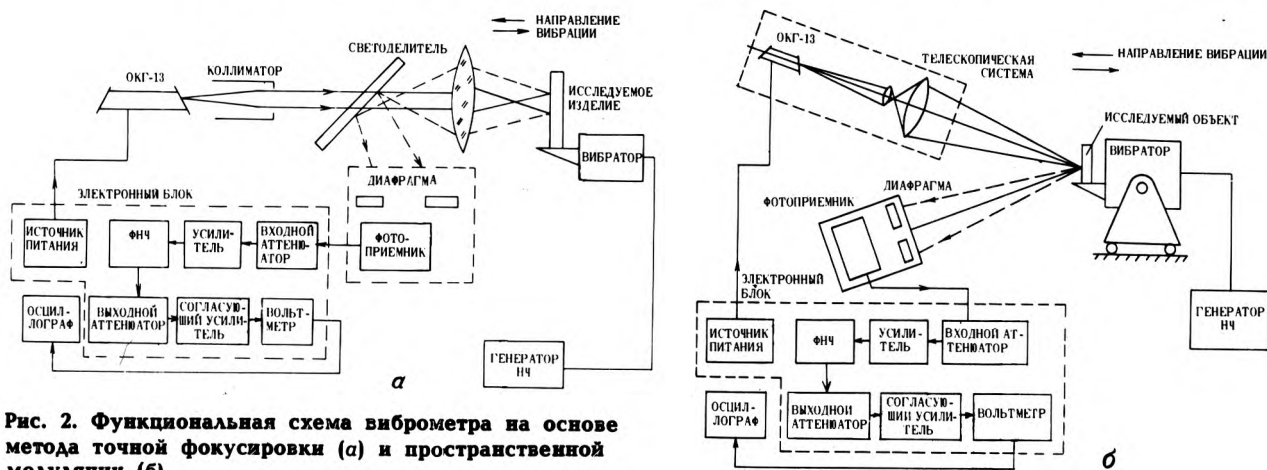 НАПРАВЛЕНИЕ
ВИБРАЦИИ
СВЕТОДЕЛИТЕЛЬ
КОЛЛИМАТОР
ОКГ-13
ИССЛЕДУЕМОЕ
ИЗДЕЛИЕ
ВИБРАТОР
ДИАФРАГМА
ЭЛЕКТРОННЫЙ БЛОК
ИСТОЧНИК
ПИТАНИЯ
ФНЧ
УСИЛИ-
ТЕЛЬ
ВХОДНОЙ
АТТЕНЮ-
АТОР
ФОТО-
ПРИЕМНИК
ОСЦИЛ-
ЛОГРАФ
ВЫХОДНОЙ
АТТЕНЮАТОР
СОГЛАСУЮ-
ЩИЙ УСИЛИ-
ТЕЛЬ
ВОЛЬТ-
МЕТР
ГЕНЕРАТОР
НЧ
а
Рис. 2. Функциональная схема виброметра на основе
метода точной фокусировки (а) и пространственной
модуляции (б)
ОКГ-13
ТЕЛЕСКОПИЧЕСКАЯ
СИСТЕМА
НАПРАВЛЕНИЕ ВИБРАЦИИ
ИССЛЕДУЕМЫЙ ОБЪЕКТ
ВИБРАТОР
ДИАФРАГМА
ФОТОПРИЕМНИК
ЭЛЕКТРОННЫЙ
БЛОК
ИСТОЧНИК
ПИТАНИЯ
ФНЧ
УСИЛИ-
ТЕЛЬ
ВХОДНОЙ АТ-
ТЕНЮАТОР
ГЕНЕРАТОР
НЧ
ОСЦИЛ-
ЛОГРАФ
ВЫХОДНОЙ
АТТЕНЮАТОР
СОГЛАСУЮ-
ЩИЙ УСИЛИ-
ТЕЛЬ
ВОЛЬТМЕТР
б